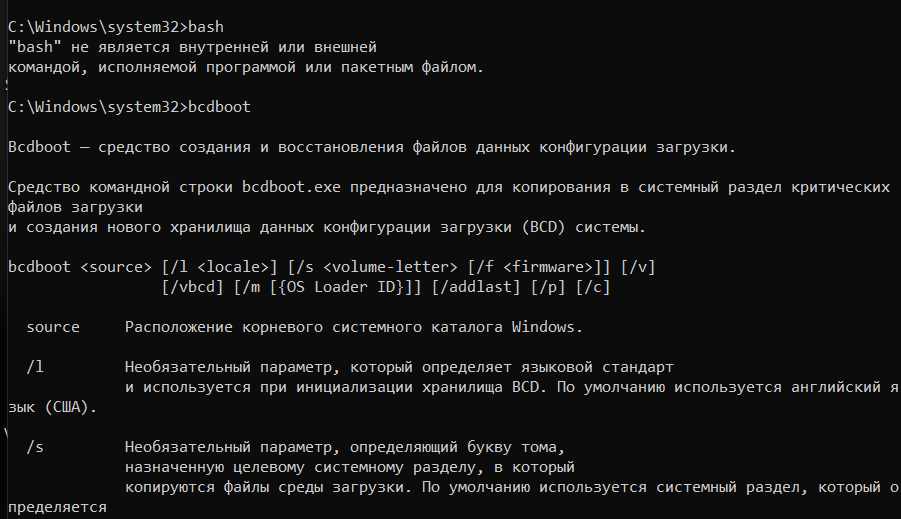 C:\Windows\system32>bash
"bash" не является внутренней или внешней
командой, исполняемой программой или пакетным файлом.
C:\Windows\system32>bcdboot
Bcdboot — средство создания и восстановления файлов данных конфигурации загрузки.
Средство командной строки bcdboot.exe предназначено для копирования в системный раздел критических
файлов загрузки
и создания нового хранилища данных конфигурации загрузки (BCD) системы.
bcdboot <source> [/l <locale>] [/s <volume-letter> [/f <firmware>]] [/v]
[/vbcd] [/m [{OS Loader ID}]] [/addlast] [/p] [/c]
source Расположение корневого системного каталога Windows.
/l Необязательный параметр, который определяет языковой стандарт
и используется при инициализации хранилища BCD. По умолчанию используется английский я
зык (США).
/s Необязательный параметр, определяющий букву тома,
назначенную целевому системному разделу, в который
копируются файлы среды загрузки. По умолчанию используется системный раздел, который о
пределяется